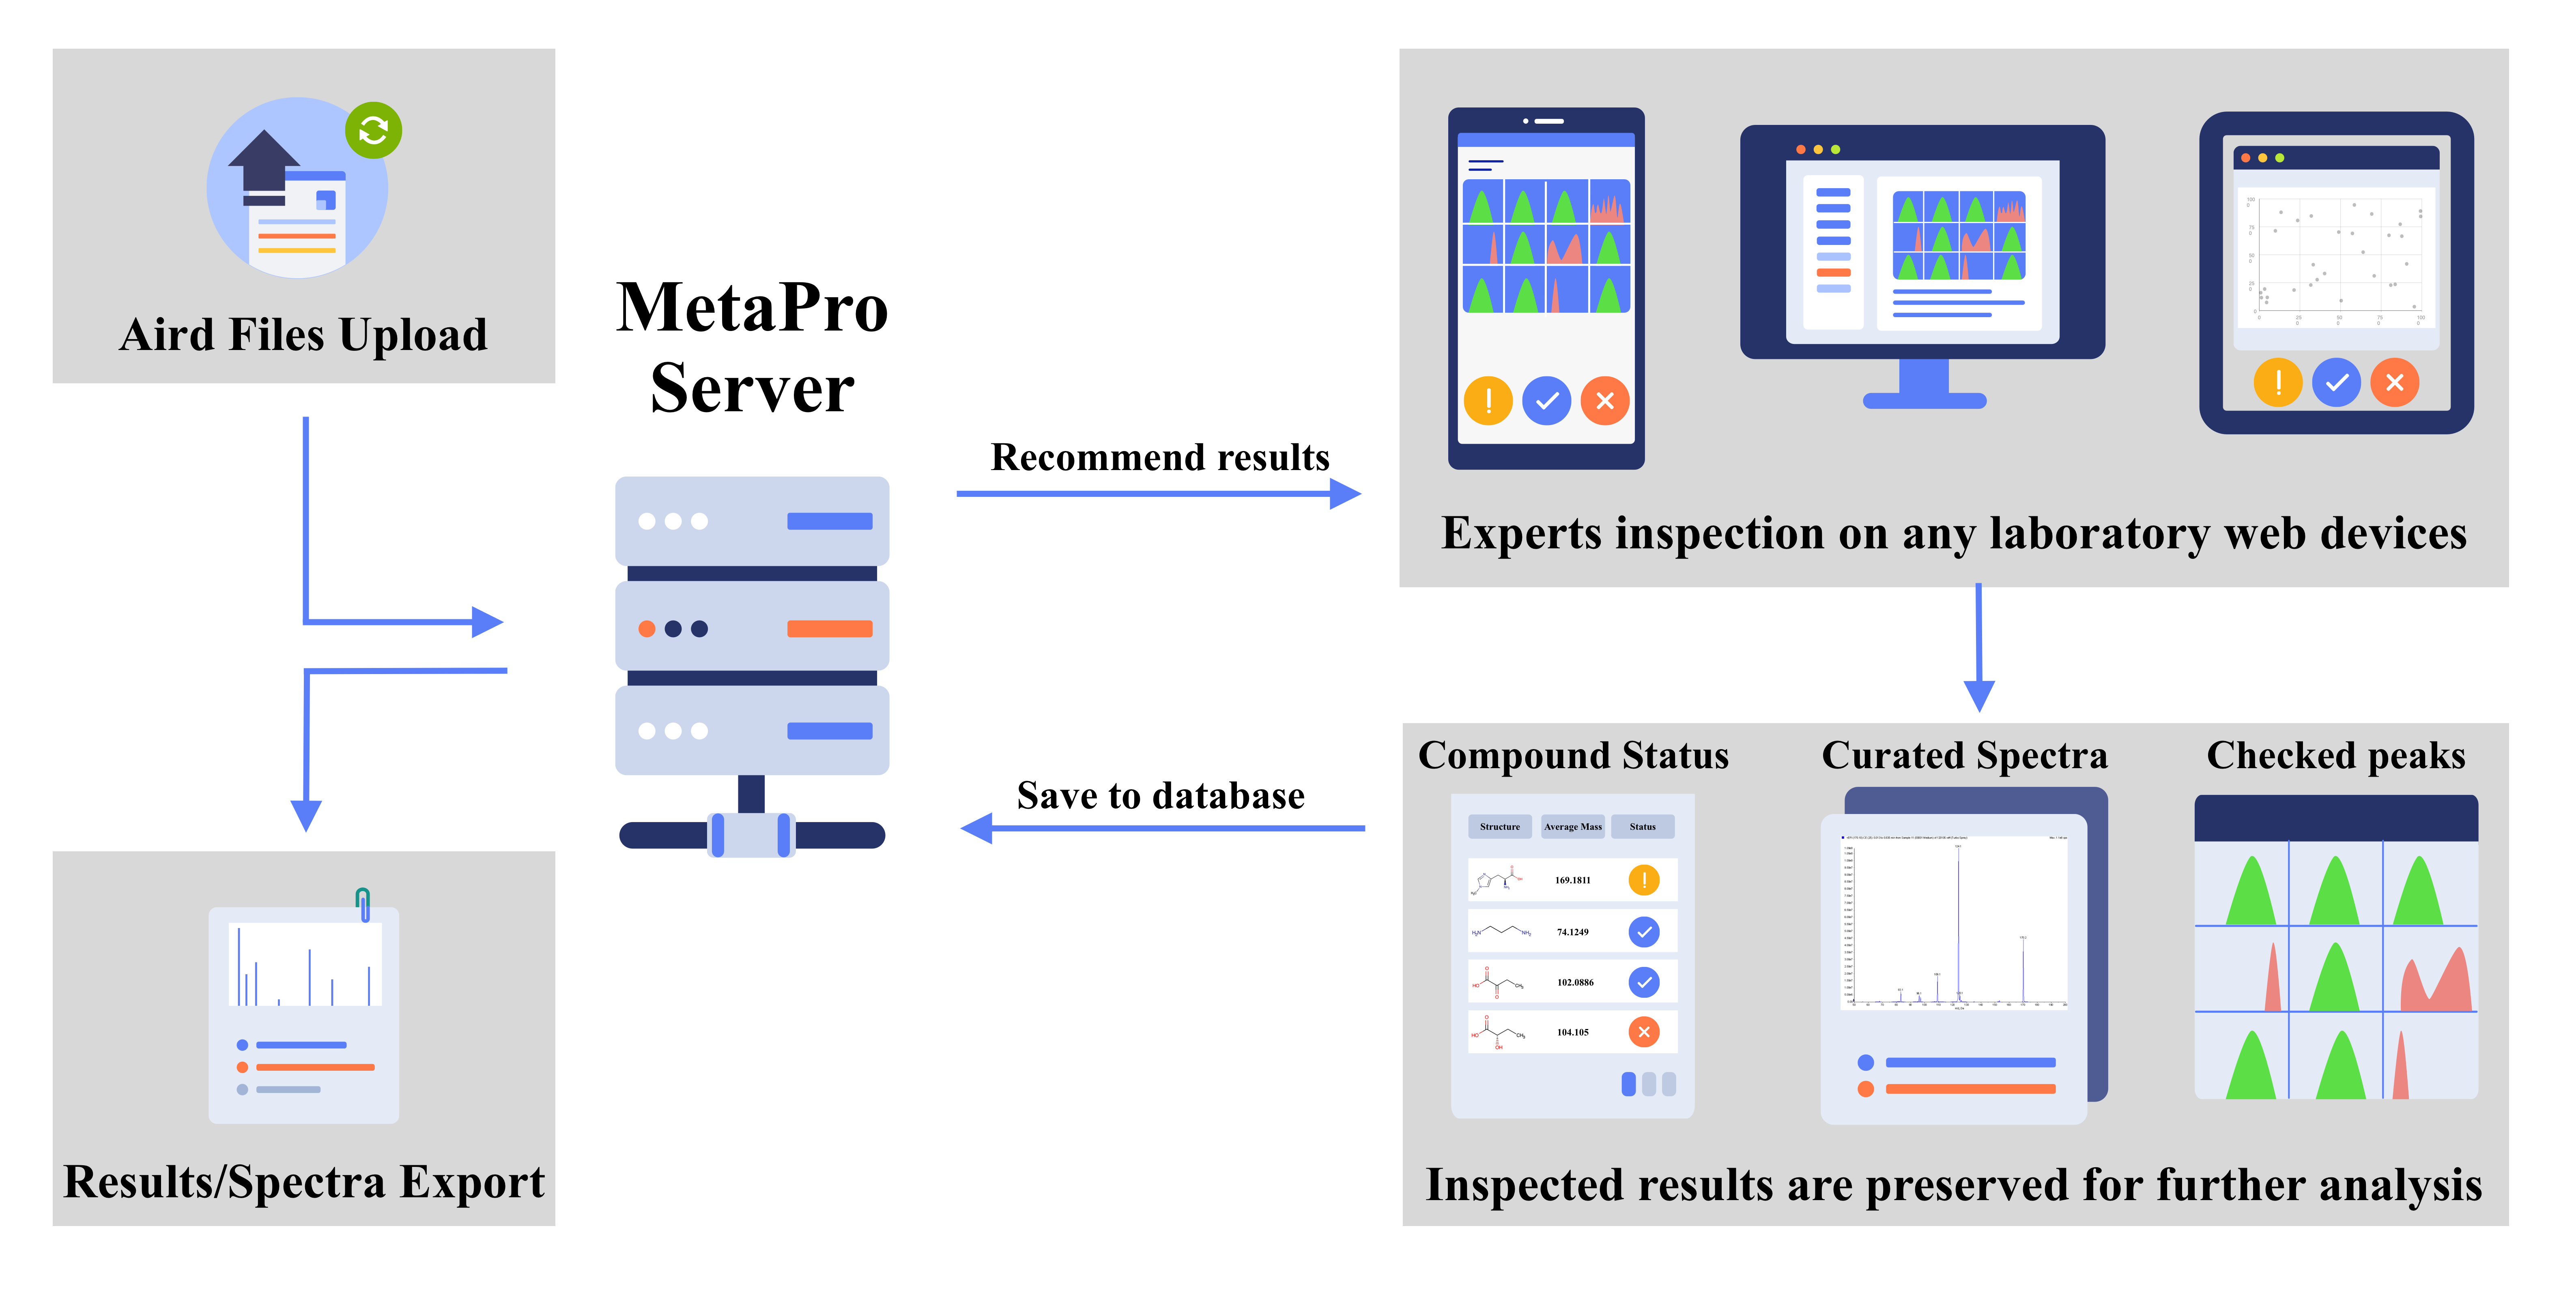 Aird Files Upload
MetaPro
Server
Recommend results
Experts inspection on any laboratory web devices
Save to database
Compound Status
Curated Spectra
Checked peaks
Structure
Average Mass
Status
169.1811
74.1249
102.0886
104.105
Results/Spectra Export
Inspected results are preserved for further analysis